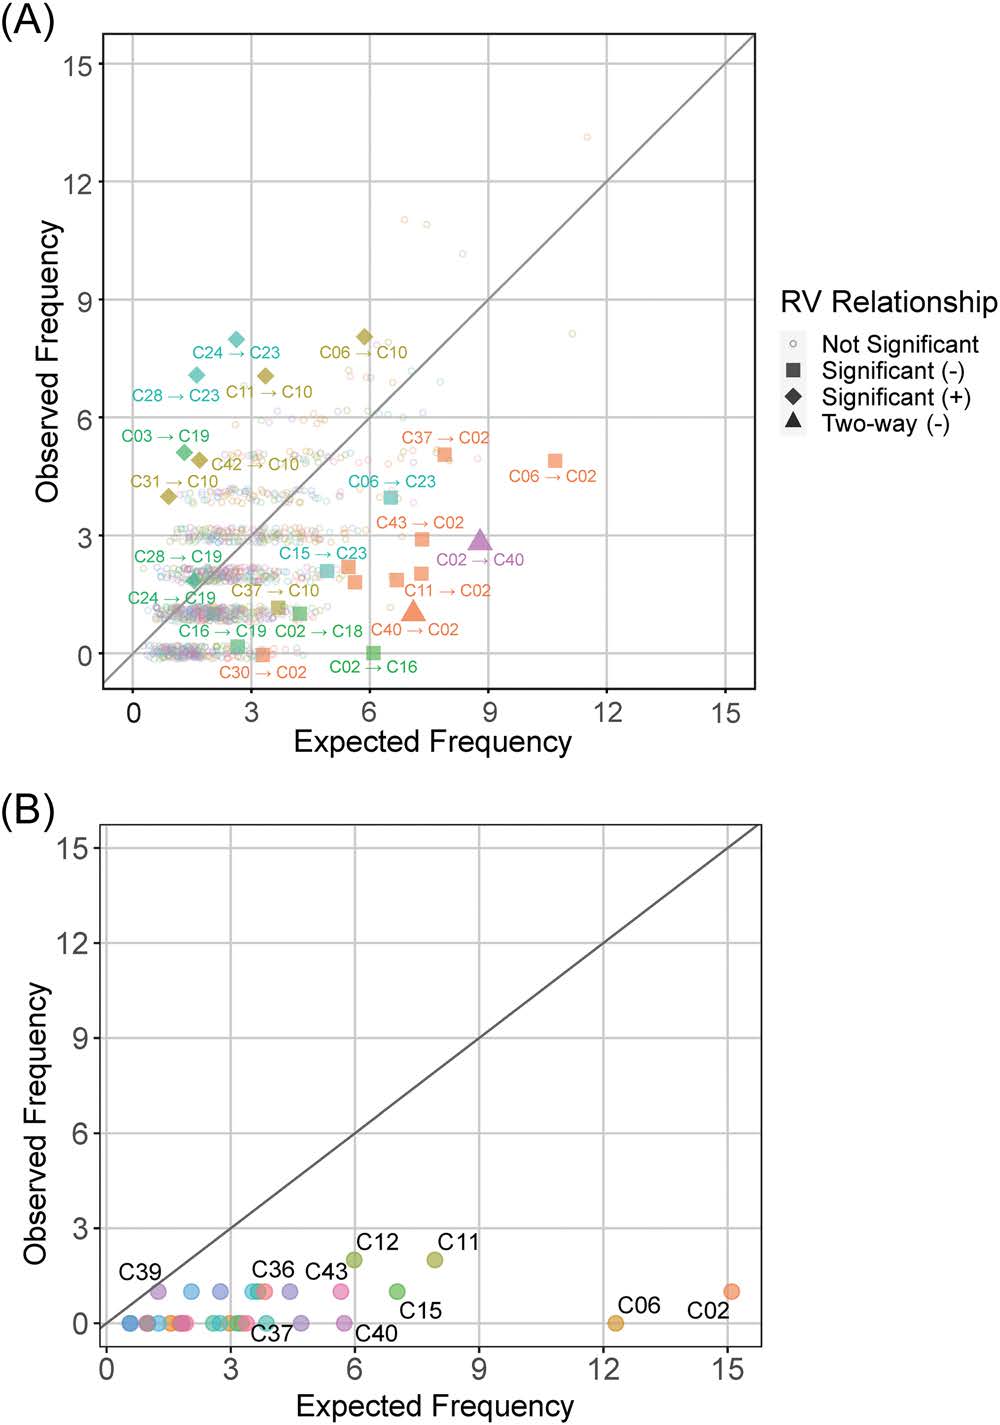 (A)
15
12
9
6
3
0
Observed Frequency
C24 → C23
C06 → C10
C28 → C23
C11 → C10
C03 → C19
C42 → C10
C31 → C10
C37 → C02
C06 → C02
C06 → C23
C43 → C02
C28 → C19
C15 → C23
C02 → C40
C24 → C19
C37 → C10
C11 → C02
C16 → C19
C02 → C18
C40 → C02
C30 → C02
C02 → C16
0 3 6 9 12 15
Expected Frequency
RV Relationship
Not Significant
Significant (-)
Significant (+)
Two-way (-)
(B)
15
12
9
6
3
0
Observed Frequency
C12
C11
C39
C36
C43
C15
C06
C02
C37
C40
0 3 6 9 12 15
Expected Frequency